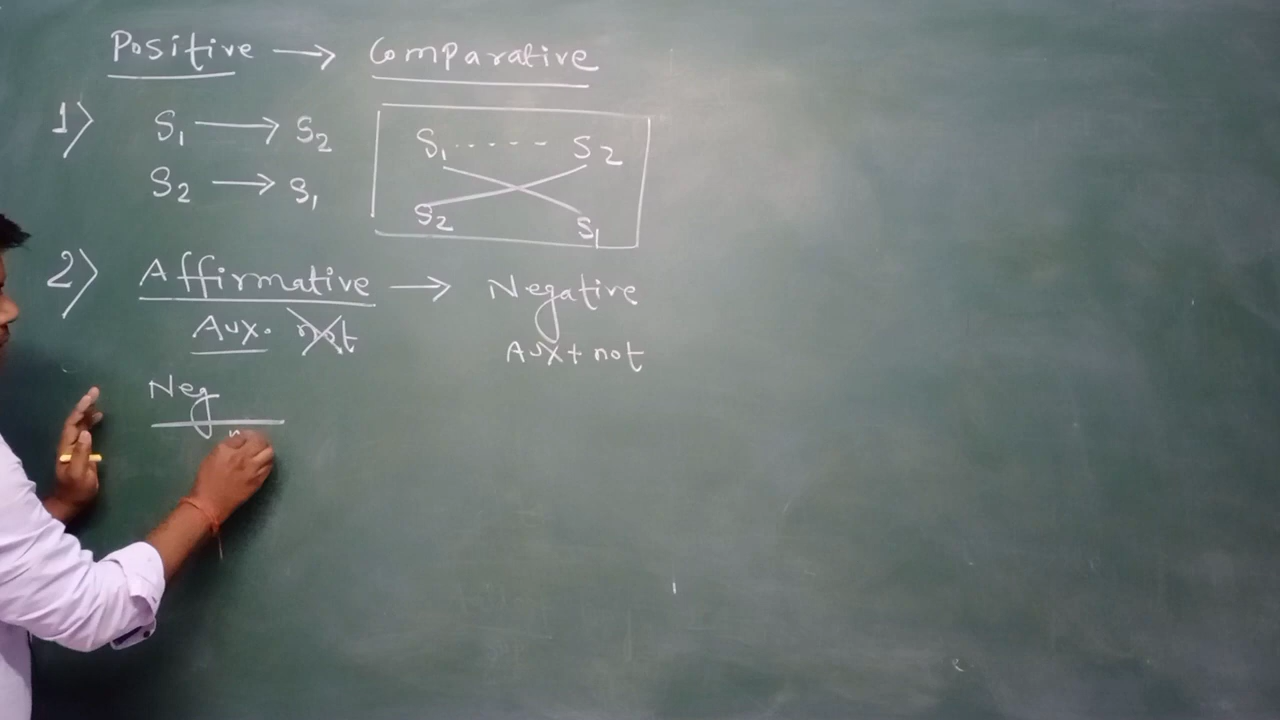 Positive → Comparative
1) S₁ → S₂
S₂ → S₁
S₁ ------ S₂
S₂ S₁
2) Affirmative → Negative
Aux. not
Aux + not
Neg